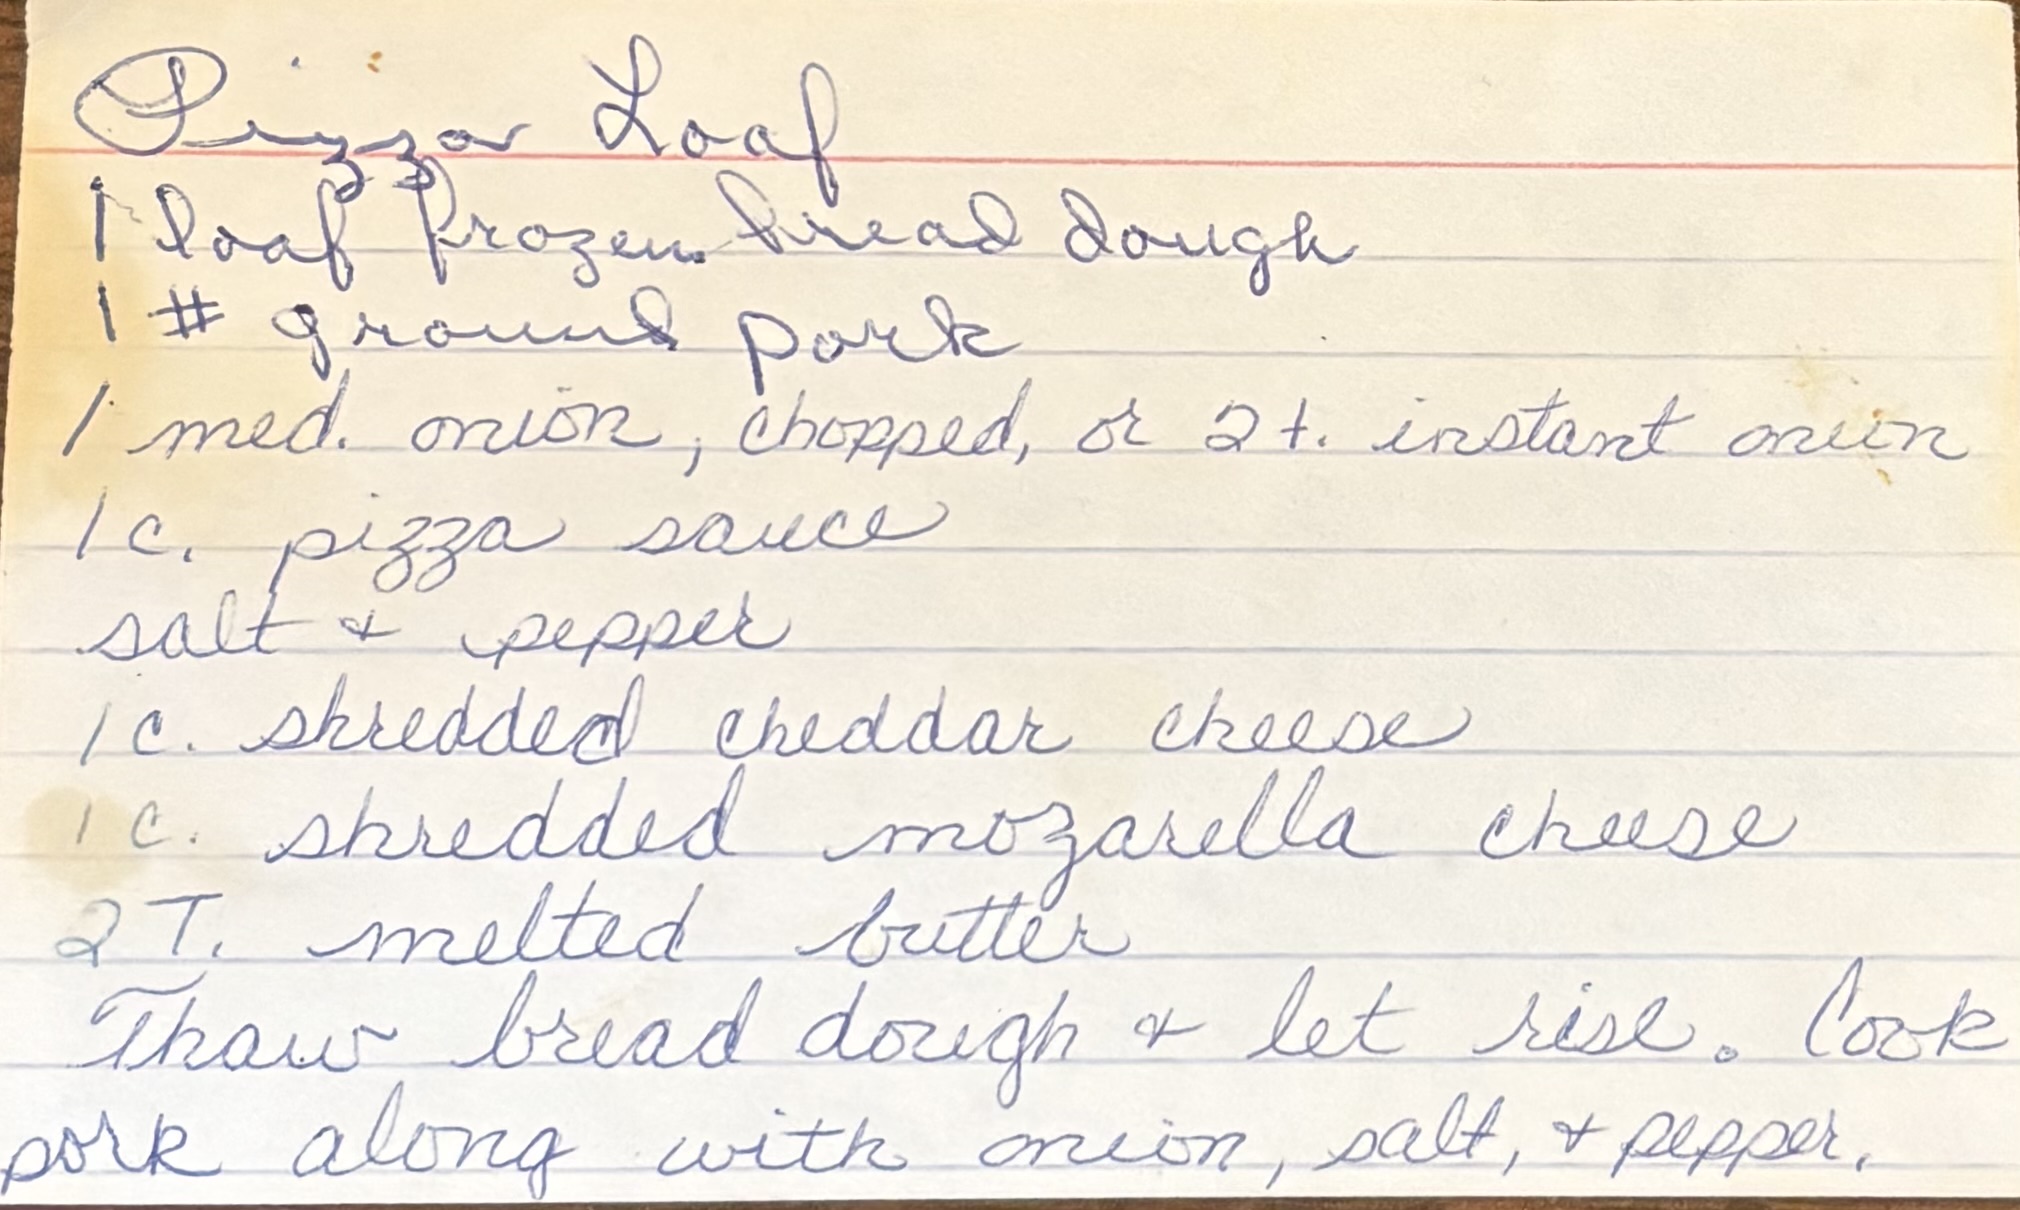 Pizza Loaf
1 loaf frozen bread dough
1 # ground pork
1 med. onion, chopped, or 2 t. instant onion
1 c. pizza sauce
salt & pepper
1 c. shredded cheddar cheese
1 c. shredded mozarella cheese
2 T. melted butter
Thaw bread dough & let rise. Cook
pork along with onion, salt, & pepper.